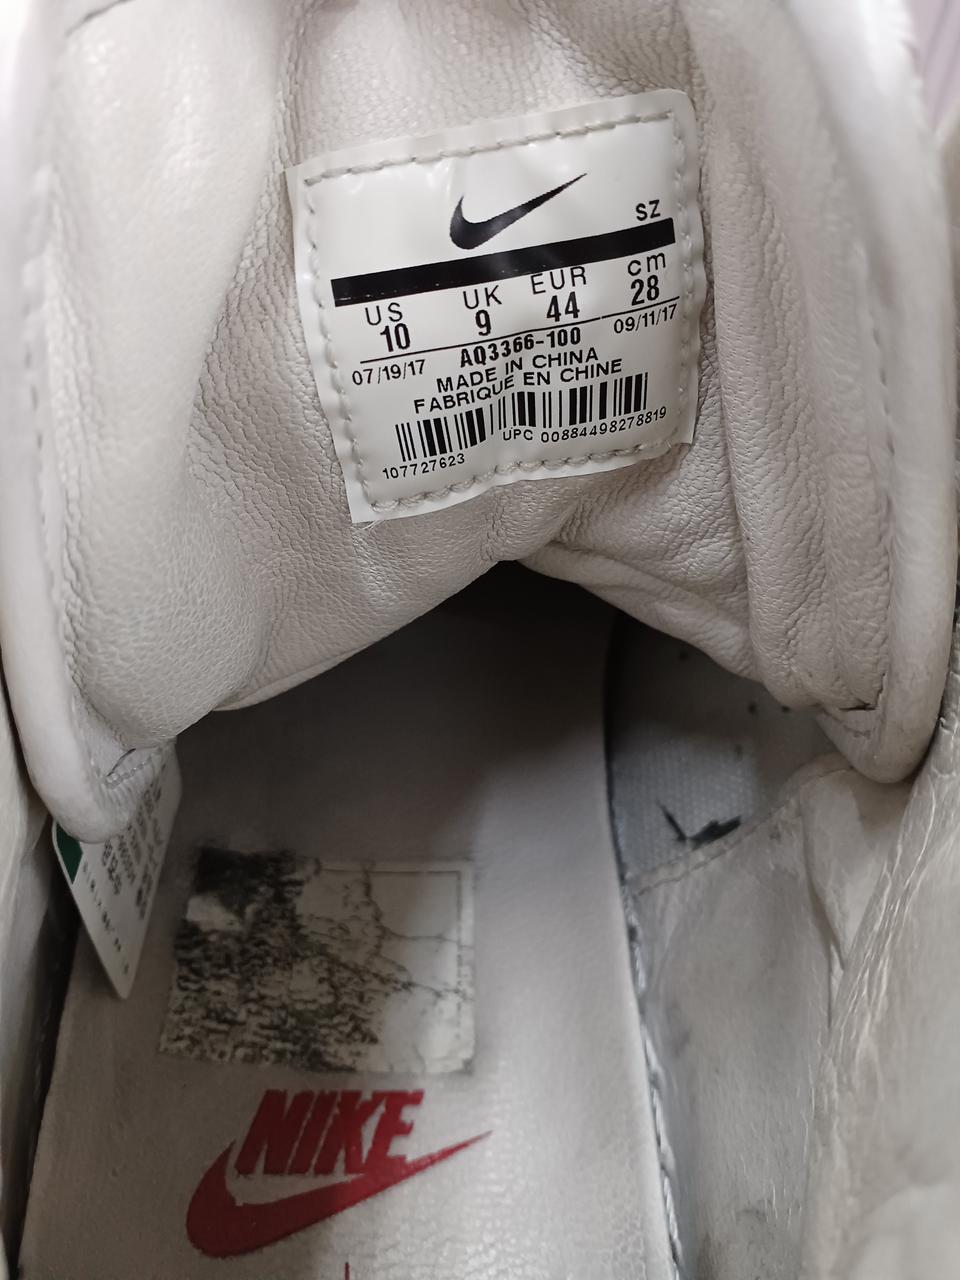 SZ
US UK EUR cm
10 9 44 28
07/19/17 AQ3366-100 09/11/17
MADE IN CHINA
FABRIQUE EN CHINE
107727623 UPC 00884498278819
NIKE